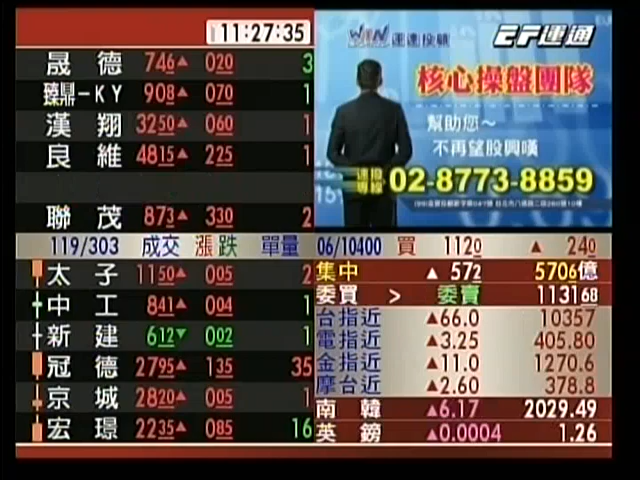 11:27:35
晟德 746▲ 020 3
臻鼎-KY 908▲ 070 1
漢翔 3250▲ 060 1
良維 4815▲ 225 1
聯茂 873▲ 330 2
119/303 成交 漲跌 單量
太子 1150▲ 005 2
中工 841▲ 004 1
新建 612▼ 002 1
冠德 2795▲ 135 35
京城 2820▲ 005 1
宏璟 2235▲ 085 16
WIN 運達投顧
EF運通
核心操盤團隊
幫助您~
不再望股興嘆
02-8773-8859
06/10400 買 1120 ▲ 240
集中 ▲572 5706億
委買 > 委賣 113168
台指近 ▲66.0 10357
電指近 ▲3.25 405.80
金指近 ▲11.0 1270.6
摩台近 ▲2.60 378.8
南韓 ▲6.17 2029.49
英鎊 ▲0.0004 1.26